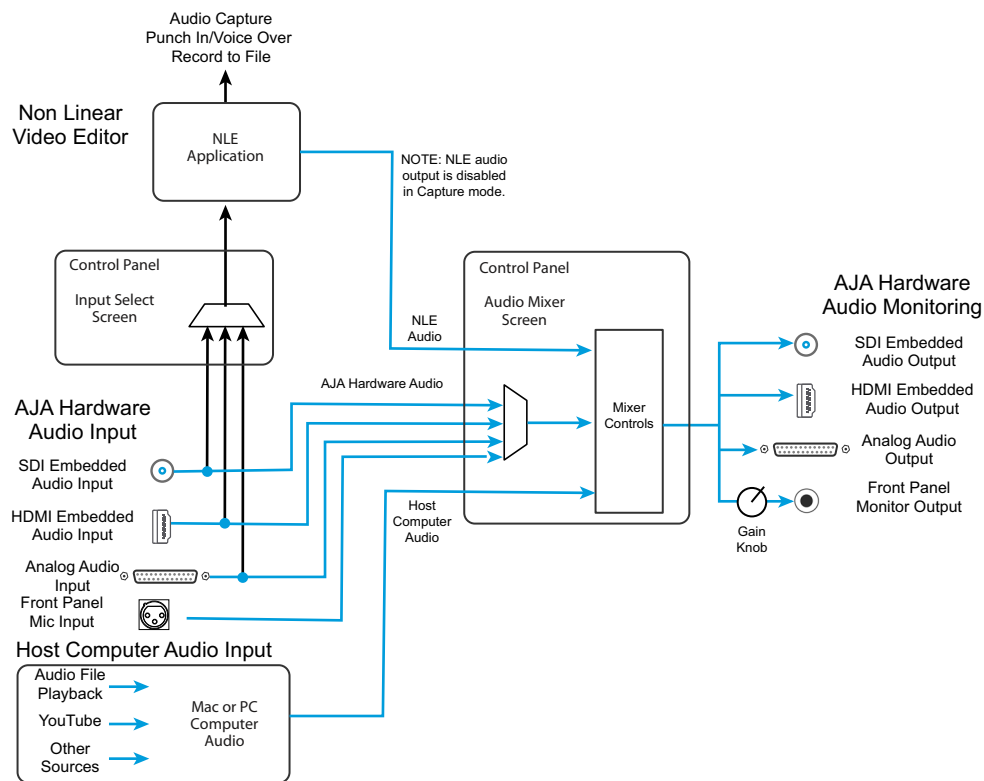 Audio Capture
Punch In/Voice Over
Record to File
Non Linear
Video Editor
NLE
Application
NOTE: NLE audio
output is disabled
in Capture mode.
Control Panel
Input Select
Screen
Control Panel
Audio Mixer
Screen
NLE
Audio
AJA Hardware Audio
Mixer
Controls
Host
Computer
Audio
AJA Hardware
Audio Monitoring
SDI Embedded
Audio Output
HDMI Embedded
Audio Output
Analog Audio
Output
Front Panel
Monitor Output
Gain
Knob
AJA Hardware
Audio Input
SDI Embedded
Audio Input
HDMI Embedded
Audio Input
Analog Audio
Input
Front Panel
Mic Input
Host Computer Audio Input
Audio File
Playback
YouTube
Other
Sources
Mac or PC
Computer
Audio